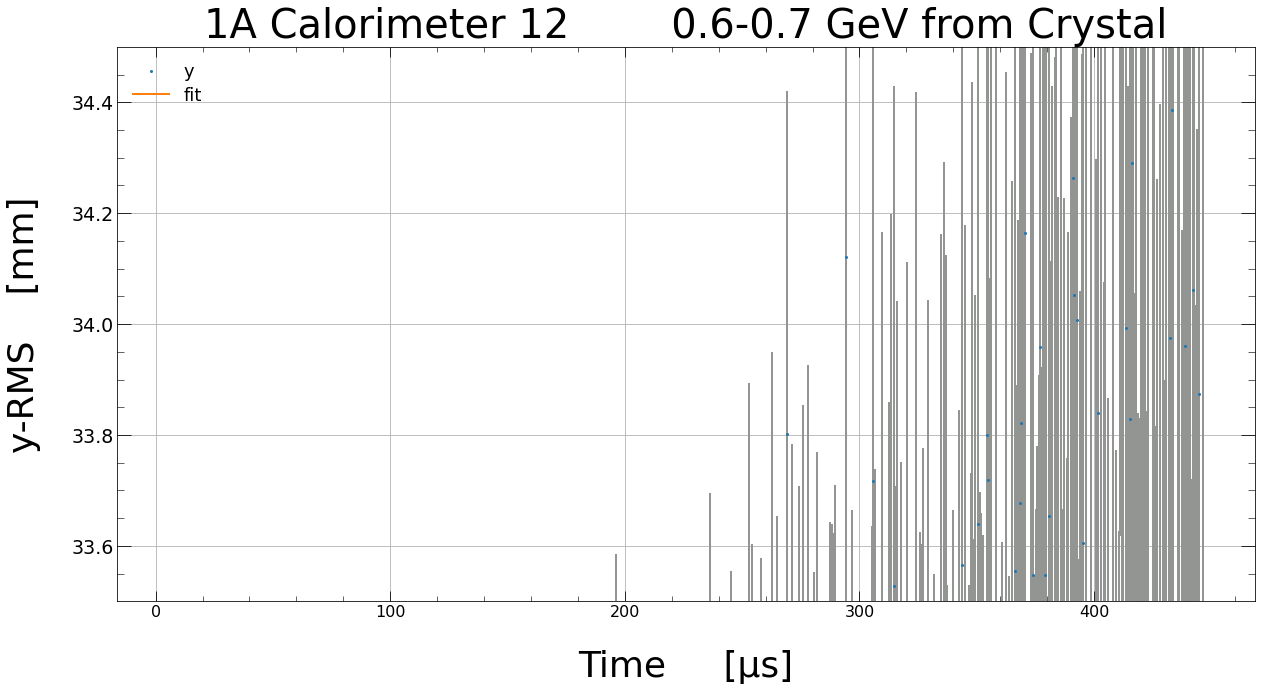 1A Calorimeter 12 0.6-0.7 GeV from Crystal
y
fit
34.4
34.2
34.0
33.8
33.6
y-RMS [mm]
0 100 200 300 400
Time [µs]